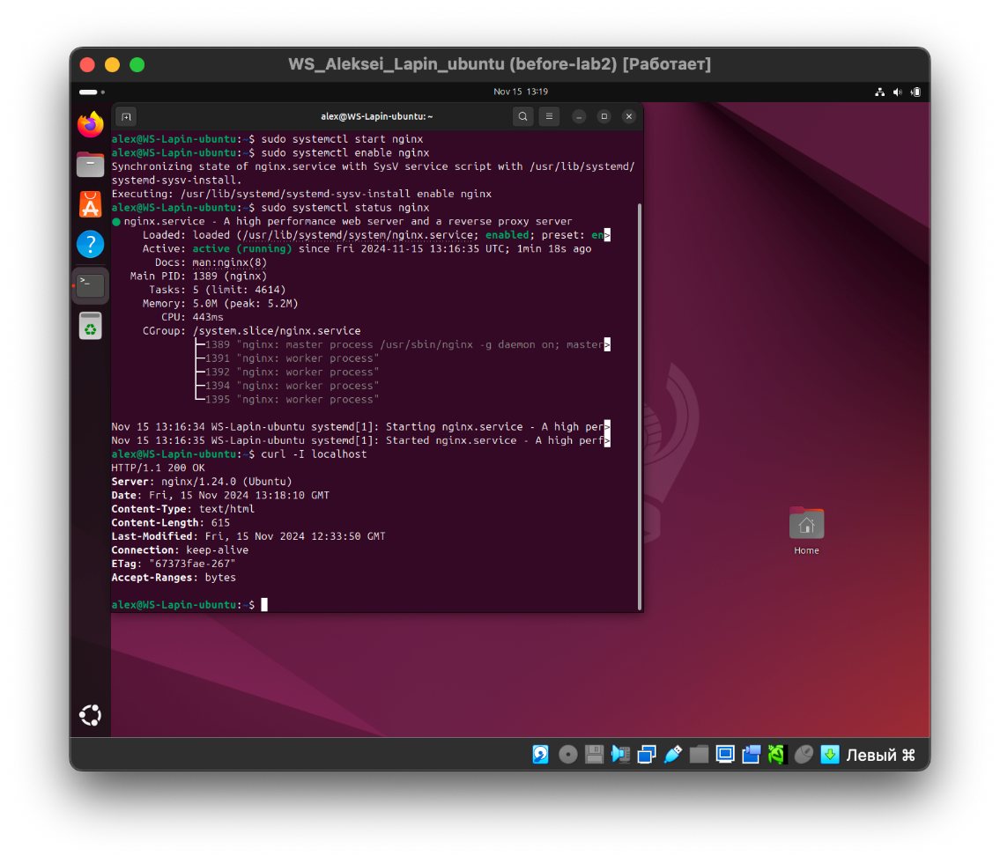 WS_Aleksei_Lapin_ubuntu (before-lab2) [Работает]
Nov 15 13:19
alex@WS-Lapin-ubuntu: ~
alex@WS-Lapin-ubuntu:~$ sudo systemctl start nginx
alex@WS-Lapin-ubuntu:~$ sudo systemctl enable nginx
Synchronizing state of nginx.service with SysV service script with /usr/lib/systemd/
systemd-sysv-install.
Executing: /usr/lib/systemd/systemd-sysv-install enable nginx
alex@WS-Lapin-ubuntu:~$ sudo systemctl status nginx
● nginx.service - A high performance web server and a reverse proxy server
Loaded: loaded (/usr/lib/systemd/system/nginx.service; enabled; preset: en>
Active: active (running) since Fri 2024-11-15 13:16:35 UTC; 1min 18s ago
Docs: man:nginx(8)
Main PID: 1389 (nginx)
Tasks: 5 (limit: 4614)
Memory: 5.0M (peak: 5.2M)
CPU: 443ms
CGroup: /system.slice/nginx.service
├─1389 "nginx: master process /usr/sbin/nginx -g daemon on; master>
├─1391 "nginx: worker process"
├─1392 "nginx: worker process"
├─1394 "nginx: worker process"
└─1395 "nginx: worker process"
Nov 15 13:16:34 WS-Lapin-ubuntu systemd[1]: Starting nginx.service - A high per>
Nov 15 13:16:35 WS-Lapin-ubuntu systemd[1]: Started nginx.service - A high perf>
alex@WS-Lapin-ubuntu:~$ curl -I localhost
HTTP/1.1 200 OK
Server: nginx/1.24.0 (Ubuntu)
Date: Fri, 15 Nov 2024 13:18:10 GMT
Content-Type: text/html
Content-Length: 615
Last-Modified: Fri, 15 Nov 2024 12:33:50 GMT
Connection: keep-alive
ETag: "67373fae-267"
Accept-Ranges: bytes
alex@WS-Lapin-ubuntu:~$
Home
Левый ⌘